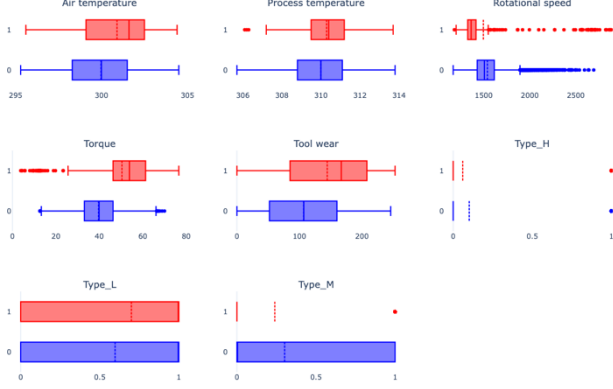 Air temperature Process temperature Rotational speed
1 1 1
0 0 0
295 300 305 306 308 310 312 314 1500 2000 2500
Torque Tool wear Type_H
1 1 1
0 0 0
0 20 40 60 80 0 100 200 0 0.5 1
Type_L Type_M
1 1
0 0
0 0.5 1 0 0.5 1